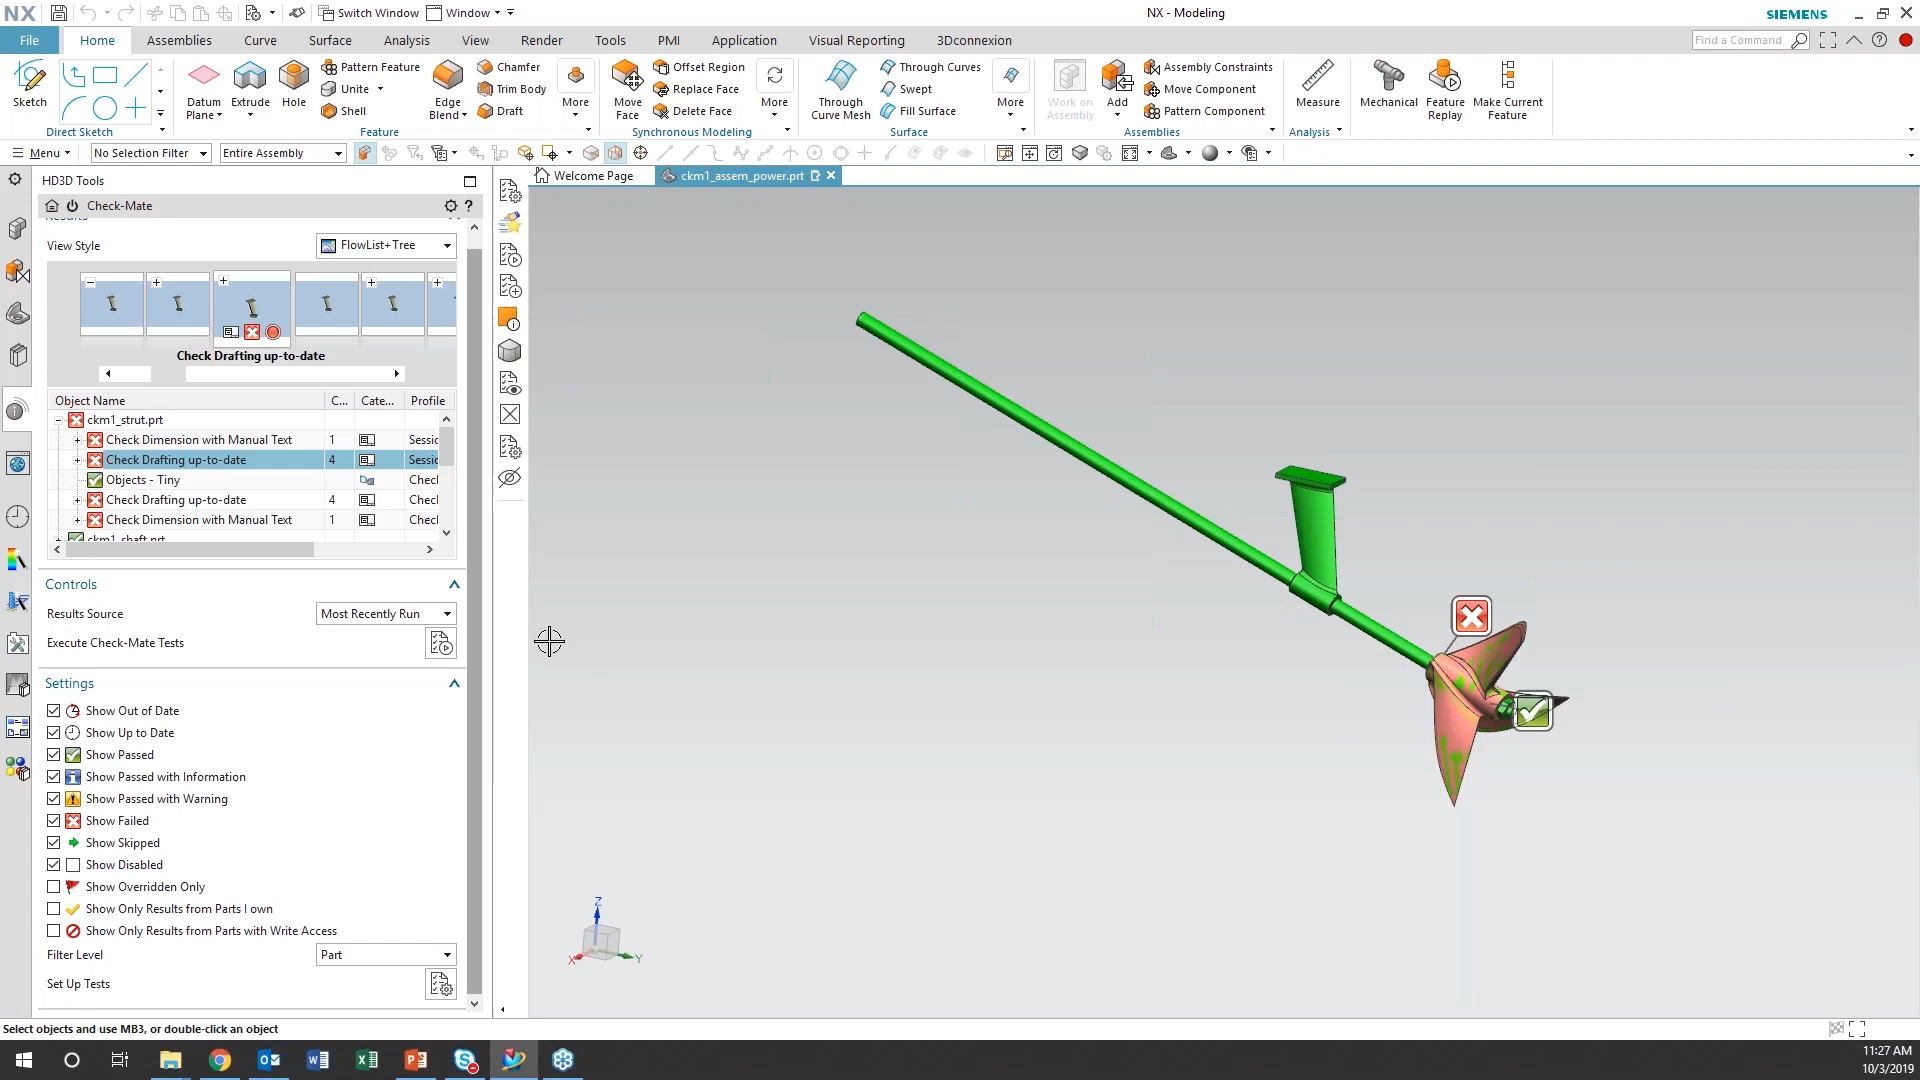 NX
Switch Window
Window
NX - Modeling
SIEMENS
File
Home
Assemblies
Curve
Surface
Analysis
View
Render
Tools
PMI
Application
Visual Reporting
3Dconnexion
Find a Command
Sketch
Direct Sketch
Datum Plane
Extrude
Hole
Pattern Feature
Unite
Shell
Edge Blend
Chamfer
Trim Body
Draft
More
Feature
Move Face
Offset Region
Replace Face
Delete Face
More
Synchronous Modeling
Through Curve Mesh
Through Curves
Swept
Fill Surface
More
Surface
Work on Assembly
Add
Assembly Constraints
Move Component
Pattern Component
Assemblies
Measure
Analysis
Mechanical
Feature Replay
Make Current Feature
Menu
No Selection Filter
Entire Assembly
HD3D Tools
Welcome Page
ckm1_assem_power.prt
Check-Mate
Results
View Style
FlowList+Tree
Check Drafting up-to-date
Object Name C... Cate... Profile
ckm1_strut.prt
Check Dimension with Manual Text 1 Sessic
Check Drafting up-to-date 4 Sessic
Objects - Tiny Checl
Check Drafting up-to-date 4 Checl
Check Dimension with Manual Text 1 Checl
ckm1_shaft.prt
Controls
Results Source
Most Recently Run
Execute Check-Mate Tests
Settings
Show Out of Date
Show Up to Date
Show Passed
Show Passed with Information
Show Passed with Warning
Show Failed
Show Skipped
Show Disabled
Show Overridden Only
Show Only Results from Parts I own
Show Only Results from Parts with Write Access
Filter Level
Part
Set Up Tests
Z
X
Y
Select objects and use MB3, or double-click an object
11:27 AM
10/3/2019